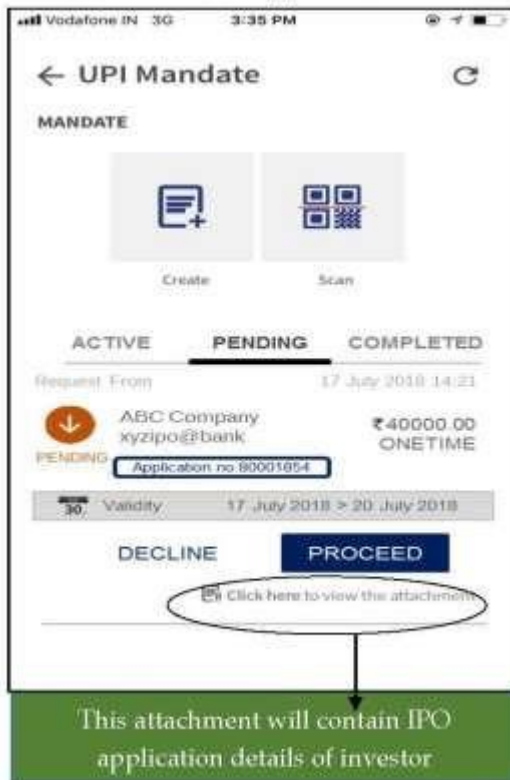 Vodafone IN 3G 3:35 PM
← UPI Mandate
MANDATE
Create Scan
ACTIVE PENDING COMPLETED
Request From 17 July 2018 14:21
ABC Company ₹40000.00
xyzipo@bank ONETIME
PENDING
Application no 80001654
30 Validity 17 July 2018 > 20 July 2018
DECLINE PROCEED
Click here to view the attachment
This attachment will contain IPO
application details of investor